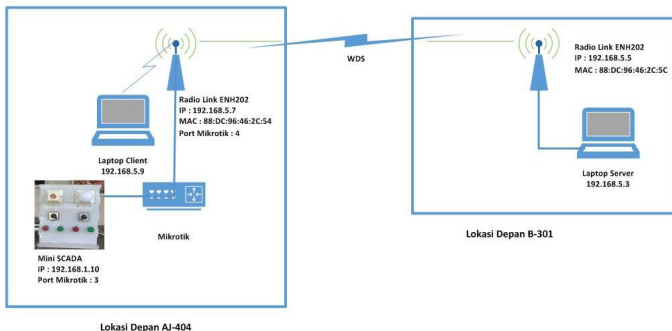 Radio Link ENH202
IP : 192.168.5.7
MAC : 88:DC:96:46:2C:54
Port Mikrotik : 4
Laptop Client
192.168.5.9
Mini SCADA
IP : 192.168.1.10
Port Mikrotik : 3
Mikrotik
Lokasi Depan AJ-404
WDS
Radio Link ENH202
IP : 192.168.5.5
MAC : 88:DC:96:46:2C:5C
Laptop Server
192.168.5.3
Lokasi Depan B-301